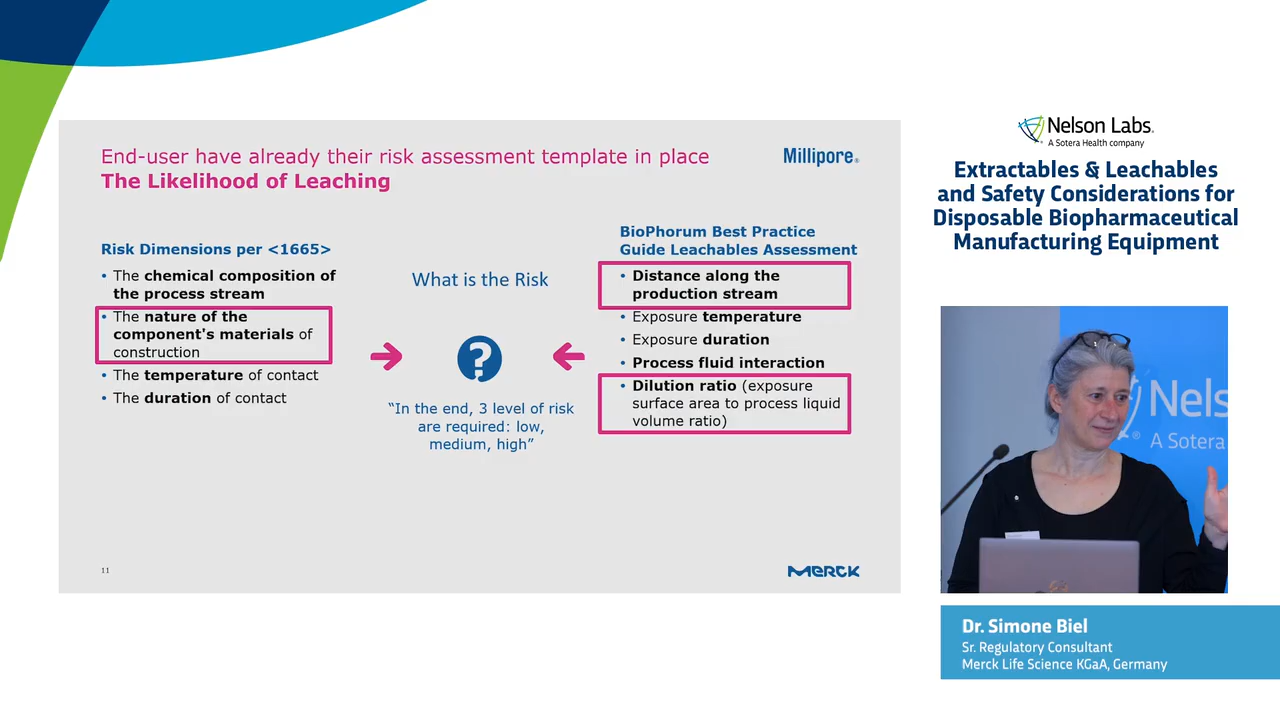 End-user have already their risk assessment template in place
The Likelihood of Leaching
Millipore®
Risk Dimensions per <1665>
• The chemical composition of
the process stream
• The nature of the
component's materials of
construction
• The temperature of contact
• The duration of contact
What is the Risk
?
“In the end, 3 level of risk
are required: low,
medium, high”
BioPhorum Best Practice
Guide Leachables Assessment
• Distance along the
production stream
• Exposure temperature
• Exposure duration
• Process fluid interaction
• Dilution ratio (exposure
surface area to process liquid
volume ratio)
11
MERCK
Nelson Labs.
A Sotera Health company
Extractables & Leachables
and Safety Considerations for
Disposable Biopharmaceutical
Manufacturing Equipment
Nels
® A Sotera
Dr. Simone Biel
Sr. Regulatory Consultant
Merck Life Science KGaA, Germany